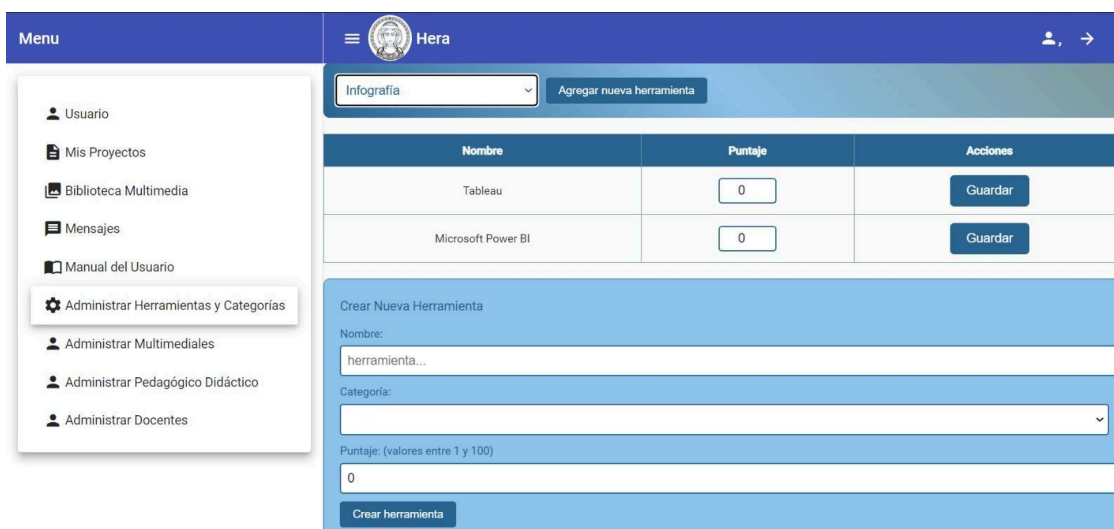 Menu
Hera
,
Usuario
Mis Proyectos
Biblioteca Multimedia
Mensajes
Manual del Usuario
Administrar Herramientas y Categorías
Administrar Multimediales
Administrar Pedagógico Didáctico
Administrar Docentes
Infografía
Agregar nueva herramienta
Nombre Puntaje Acciones
Tableau 0 Guardar
Microsoft Power BI 0 Guardar
Crear Nueva Herramienta
Nombre:
herramienta...
Categoría:
Puntaje: (valores entre 1 y 100)
0
Crear herramienta